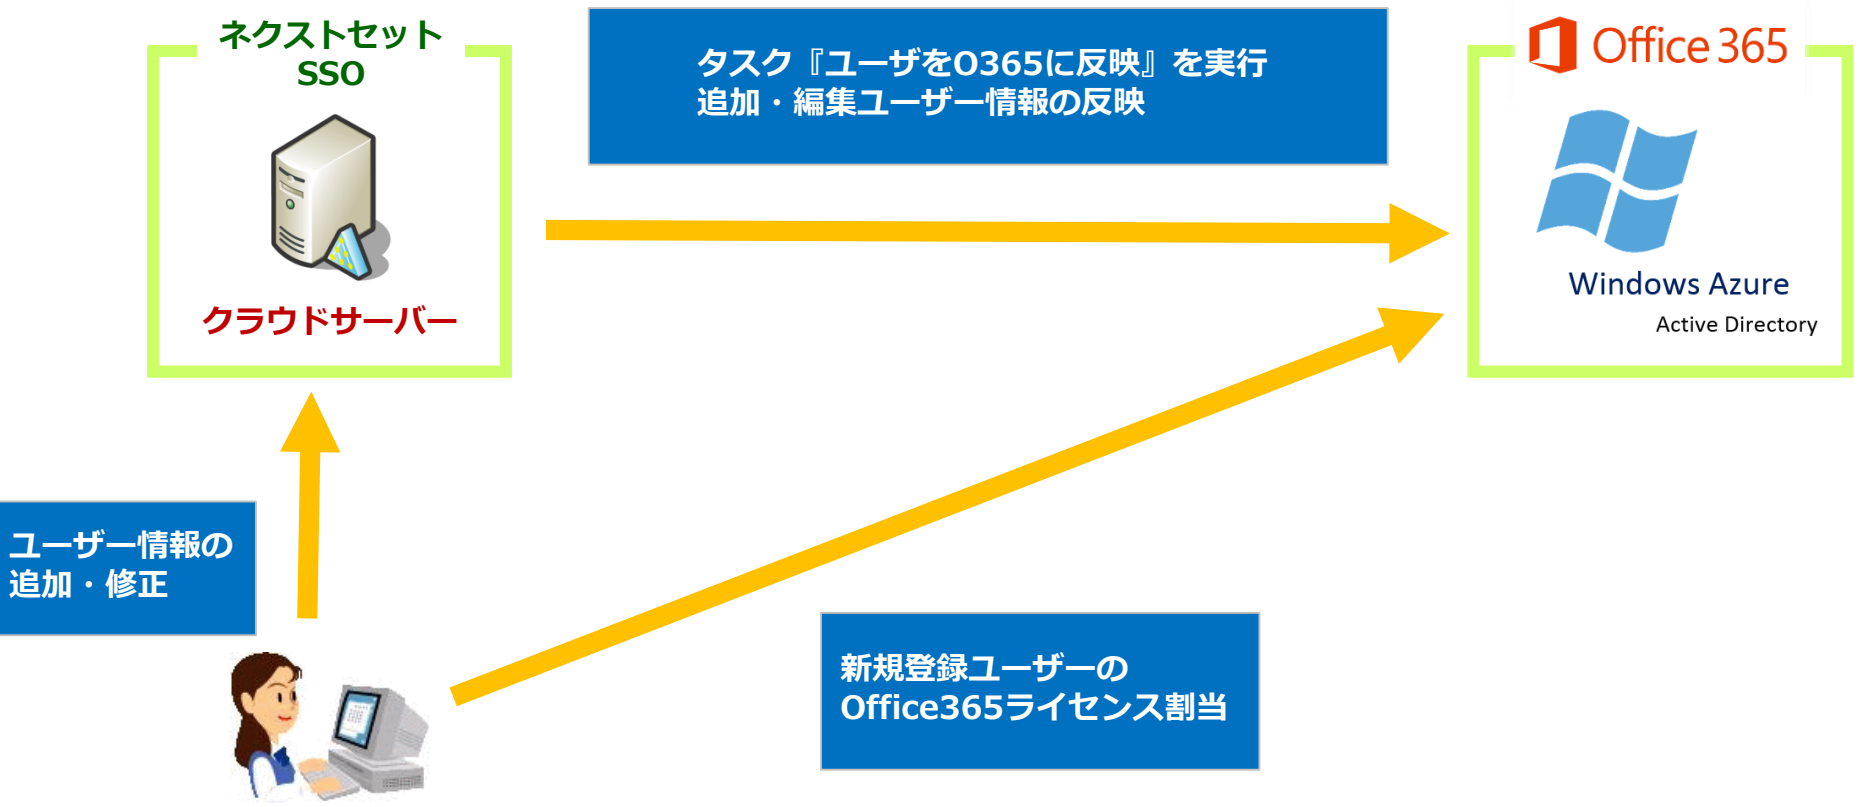 ネクストセット
SSO
クラウドサーバー
タスク『ユーザをO365に反映』を実行
追加・編集ユーザー情報の反映
Office 365
Windows Azure
Active Directory
ユーザー情報の
追加・修正
新規登録ユーザーの
Office365ライセンス割当